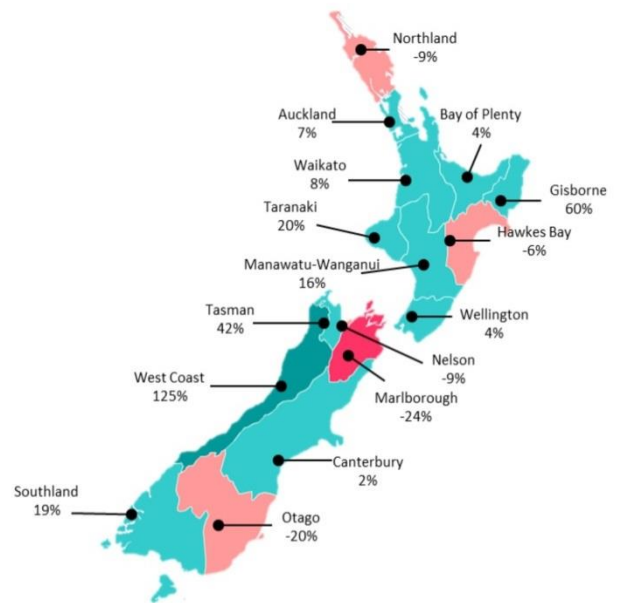 Northland
-9%
Auckland
7%
Bay of Plenty
4%
Waikato
8%
Gisborne
60%
Taranaki
20%
Hawkes Bay
-6%
Manawatu-Wanganui
16%
Tasman
42%
Wellington
4%
Nelson
-9%
West Coast
125%
Marlborough
-24%
Canterbury
2%
Southland
19%
Otago
-20%